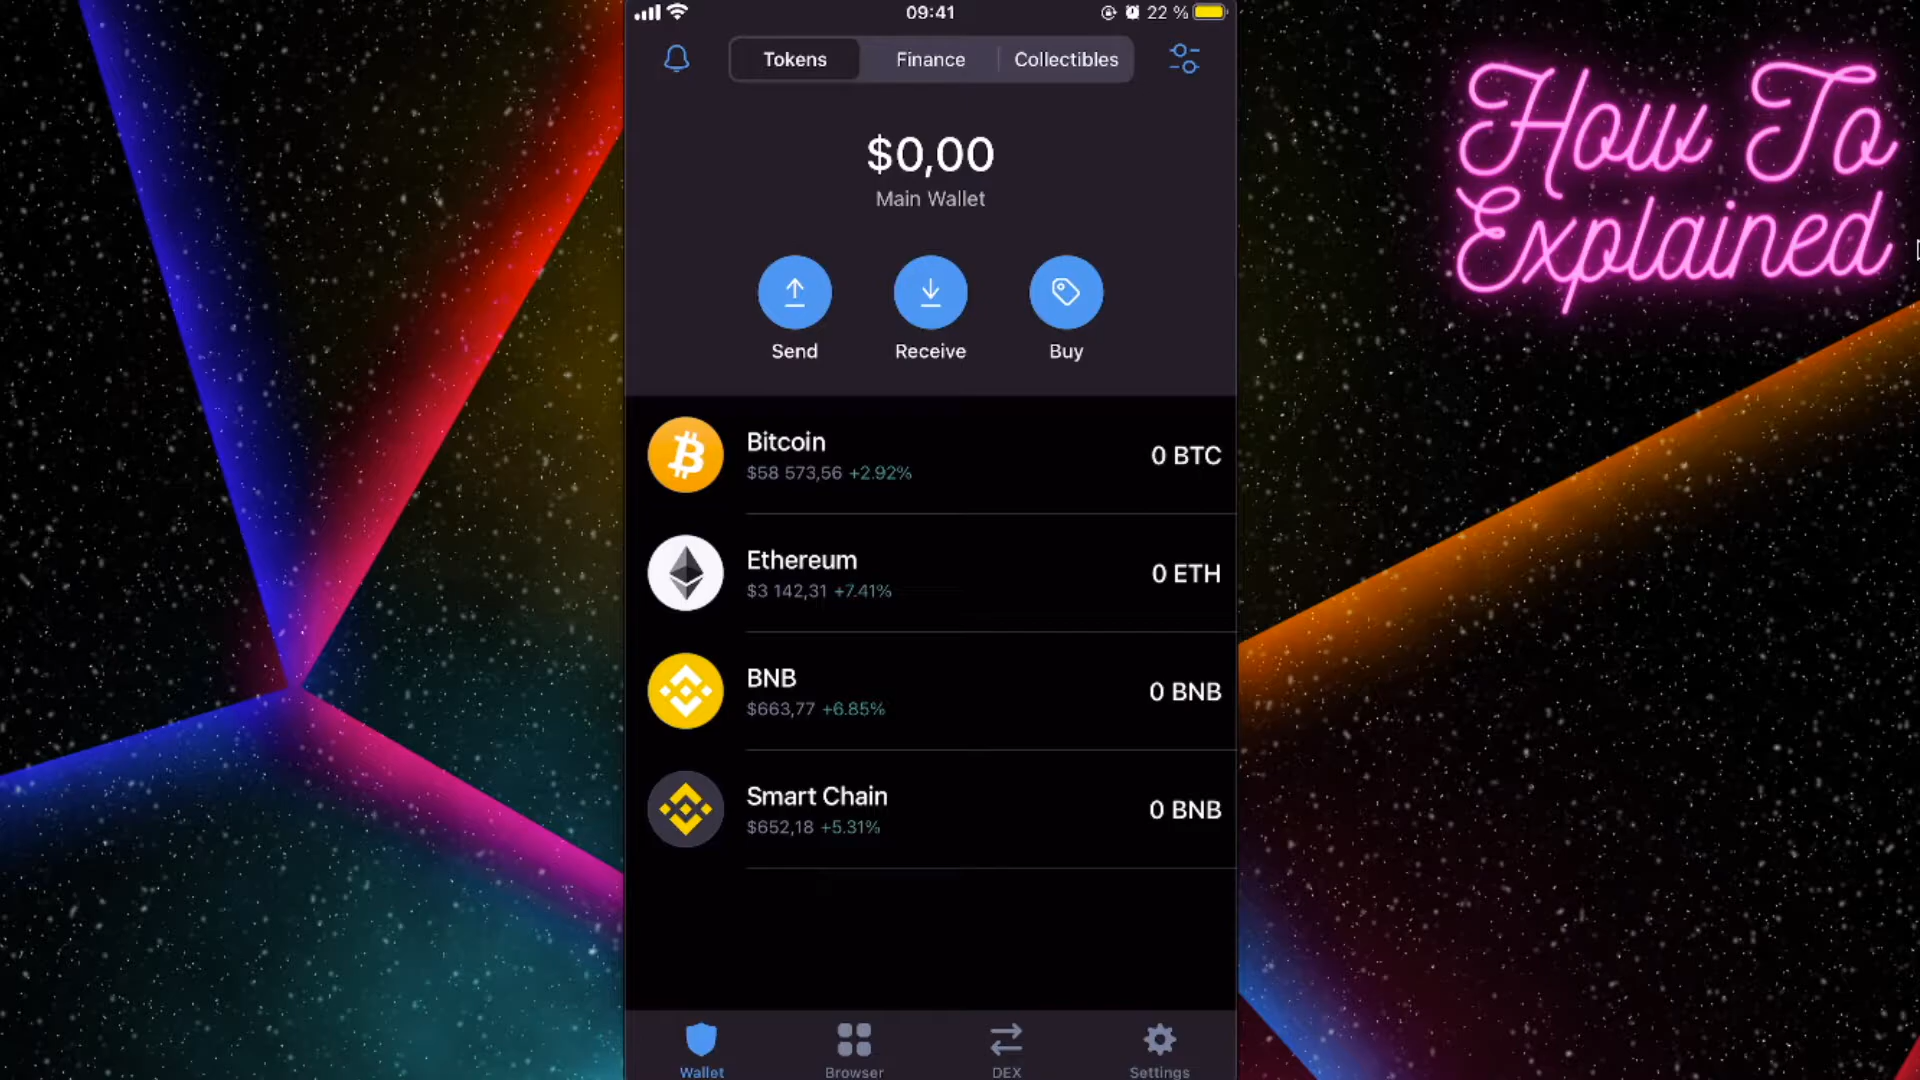 09:41
22 %
Tokens
Finance
Collectibles
$0,00
Main Wallet
Send
Receive
Buy
Bitcoin
$58 573,56 +2.92%
0 BTC
Ethereum
$3 142,31 +7.41%
0 ETH
BNB
$663,77 +6.85%
0 BNB
Smart Chain
$652,18 +5.31%
0 BNB
Wallet
Browser
DEX
Settings
How To
Explained